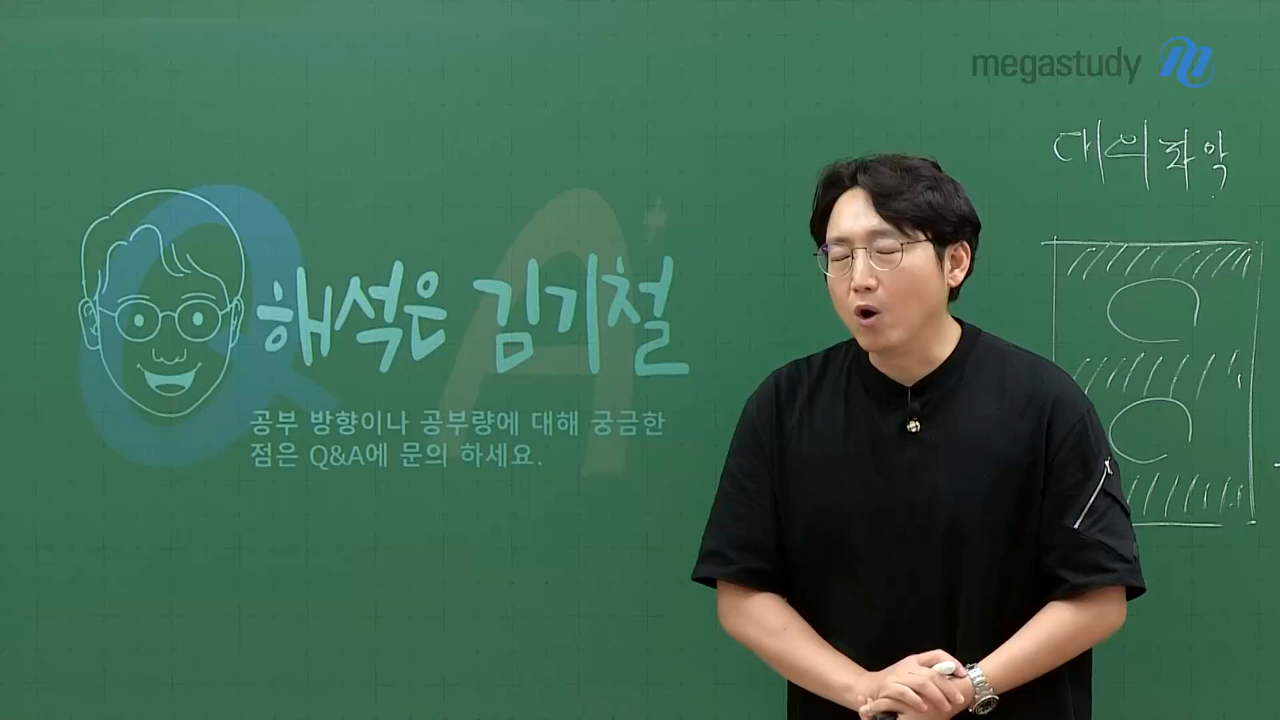 megastudy
대의파악
해석은 김기철
공부 방향이나 공부량에 대해 궁금한
점은 Q&A에 문의 하세요.